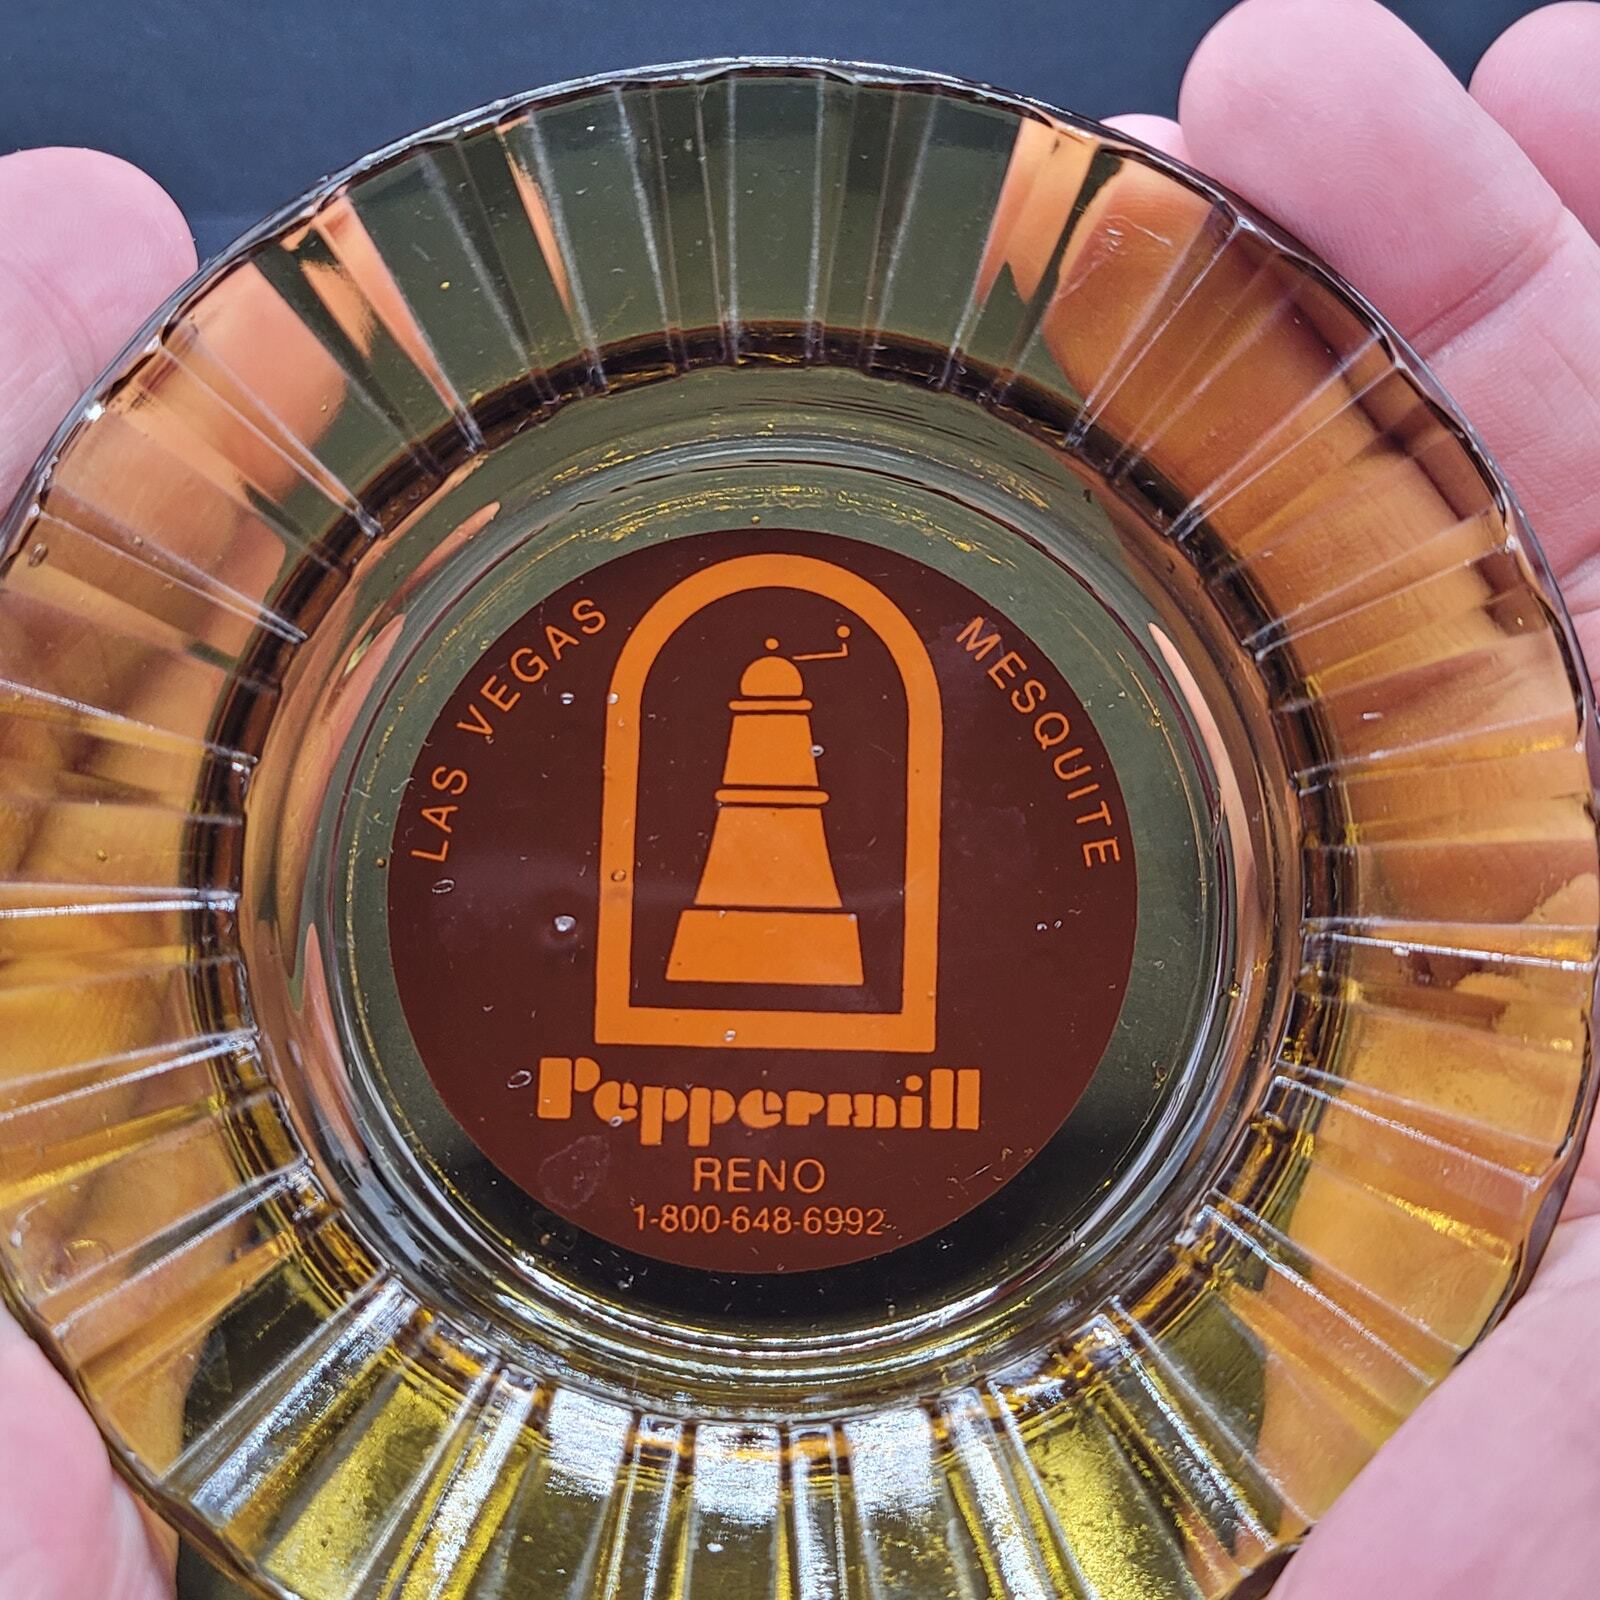 LAS VEGAS
MESQUITE
Peppermill
RENO
1-800-648-6992